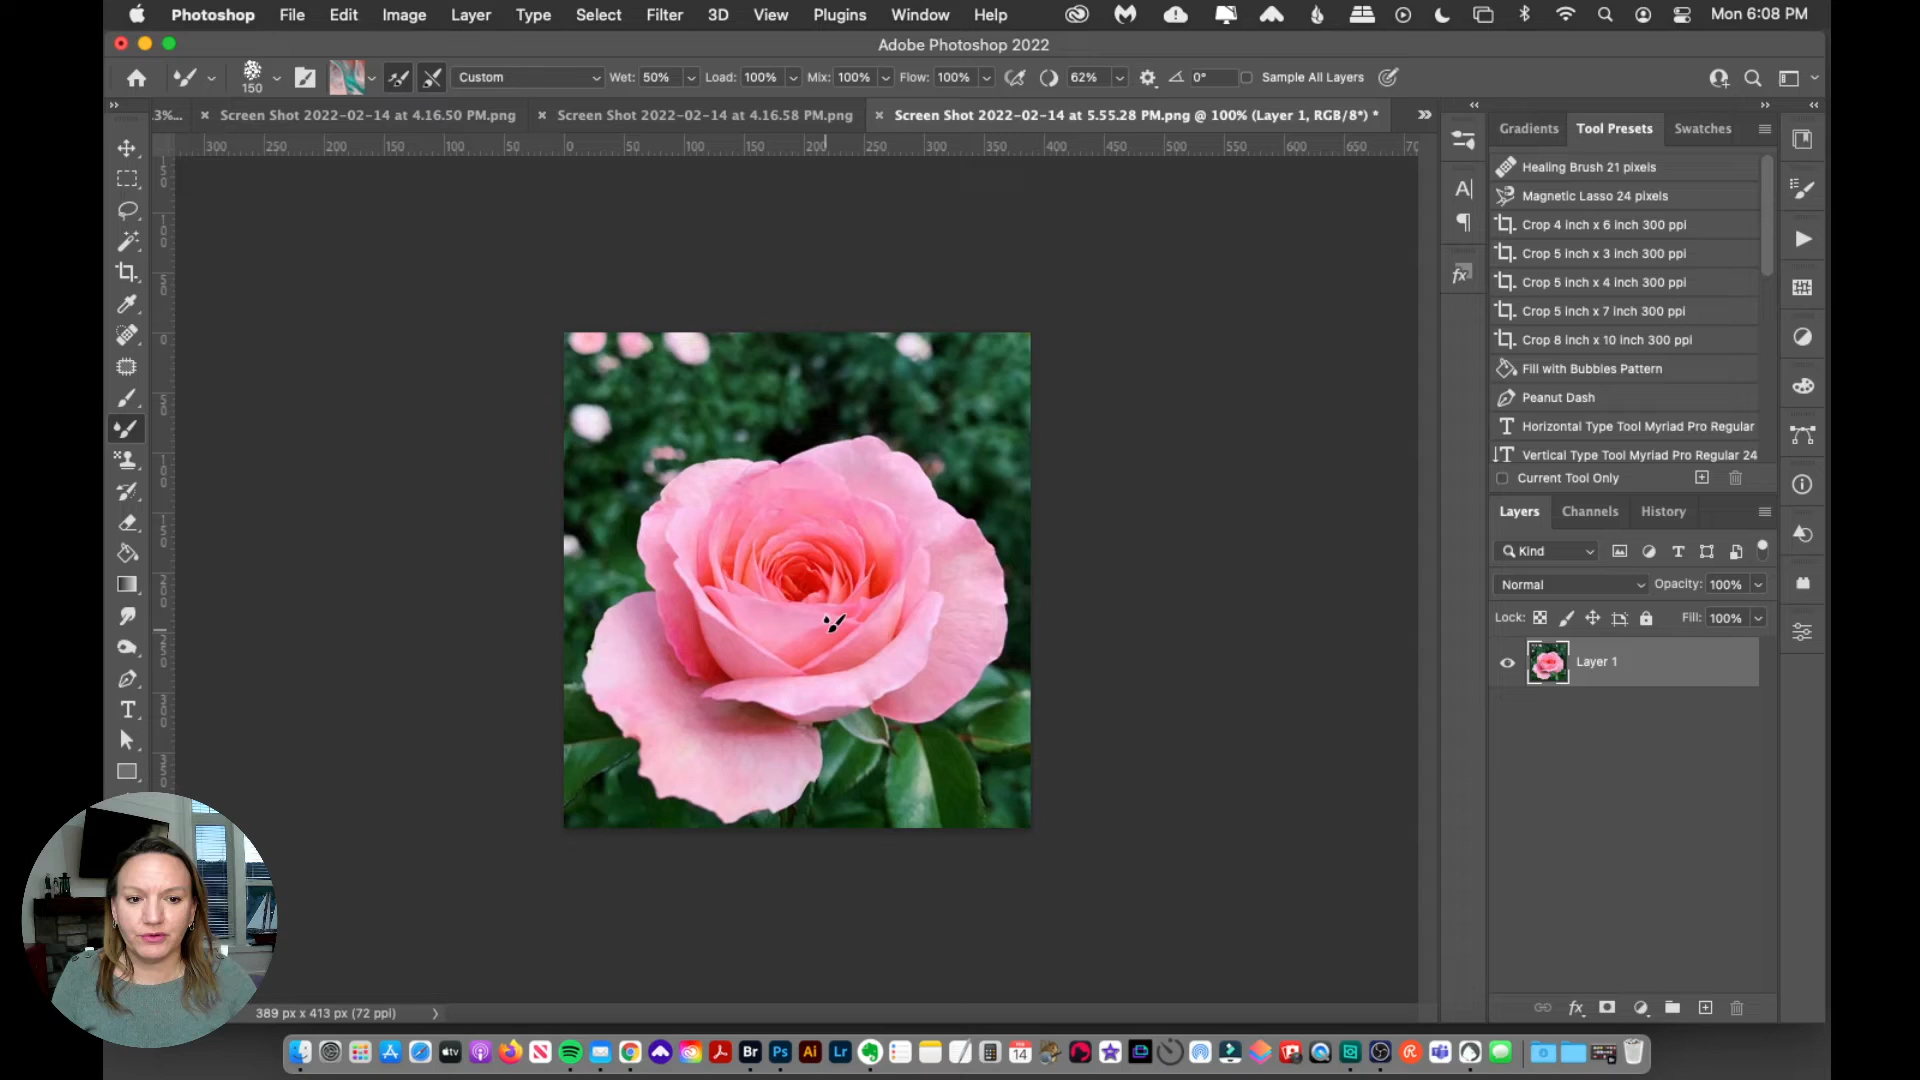 Photoshop File Edit Image Layer Type Select Filter 3D View Plugins Window Help Mon 6:08 PM
Adobe Photoshop 2022
150 Custom Wet: 50% Load: 100% Mix: 100% Flow: 100% 62% 0° Sample All Layers
.3%... Screen Shot 2022-02-14 at 4.16.50 PM.png Screen Shot 2022-02-14 at 4.16.58 PM.png Screen Shot 2022-02-14 at 5.55.28 PM.png @ 100% (Layer 1, RGB/8*) *
300 250 200 150 100 50 0 50 100 150 200 250 300 350 400 450 500 550 600 650 70
Gradients Tool Presets Swatches
Healing Brush 21 pixels
Magnetic Lasso 24 pixels
Crop 4 inch x 6 inch 300 ppi
Crop 5 inch x 3 inch 300 ppi
Crop 5 inch x 4 inch 300 ppi
Crop 5 inch x 7 inch 300 ppi
Crop 8 inch x 10 inch 300 ppi
Fill with Bubbles Pattern
Peanut Dash
Horizontal Type Tool Myriad Pro Regular
Vertical Type Tool Myriad Pro Regular 24
Current Tool Only
Layers Channels History
Kind
Normal Opacity: 100%
Lock: Fill: 100%
Layer 1
389 px x 413 px (72 ppi)
tv Br Ps Ai Lr 14